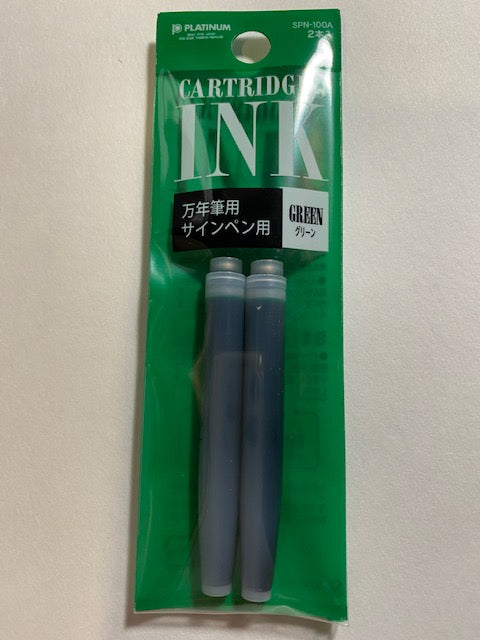 PLATINUM
SPN-100A
2本入
CARTRIDGE
INK
万年筆用
サインペン用
GREEN
グリーン